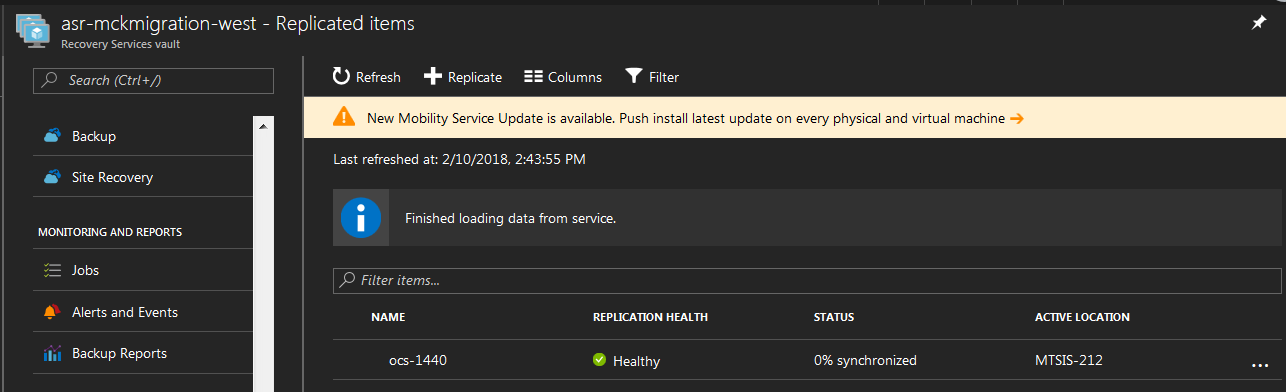 asr-mckmigration-west - Replicated items
Recovery Services vault
Search (Ctrl+/)
Backup
Site Recovery
MONITORING AND REPORTS
Jobs
Alerts and Events
Backup Reports
Refresh
Replicate
Columns
Filter
New Mobility Service Update is available. Push install latest update on every physical and virtual machine →
Last refreshed at: 2/10/2018, 2:43:55 PM
Finished loading data from service.
Filter items...
NAME REPLICATION HEALTH STATUS ACTIVE LOCATION
ocs-1440 Healthy 0% synchronized MTSIS-212 ...